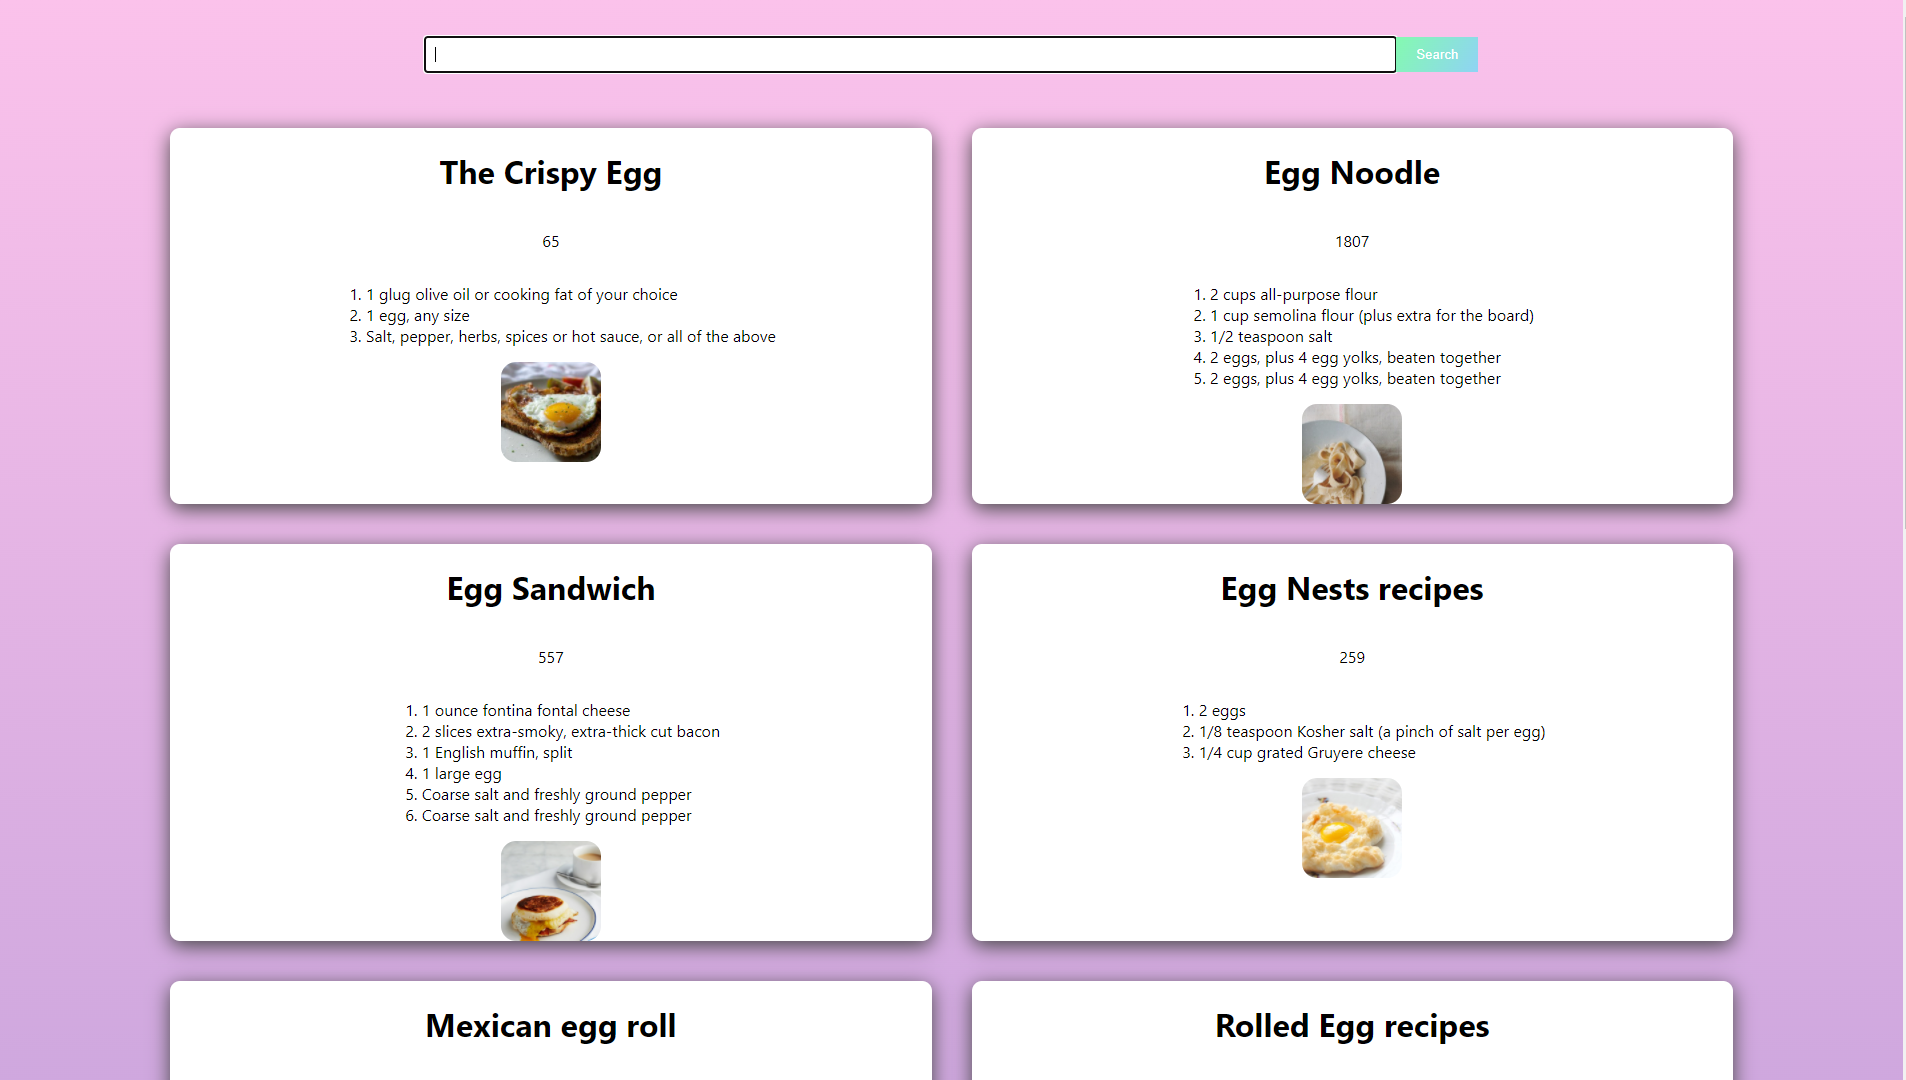 Search
The Crispy Egg
65
1. 1 glug olive oil or cooking fat of your choice
2. 1 egg, any size
3. Salt, pepper, herbs, spices or hot sauce, or all of the above
Egg Noodle
1807
1. 2 cups all-purpose flour
2. 1 cup semolina flour (plus extra for the board)
3. 1/2 teaspoon salt
4. 2 eggs, plus 4 egg yolks, beaten together
5. 2 eggs, plus 4 egg yolks, beaten together
Egg Sandwich
557
1. 1 ounce fontina fontal cheese
2. 2 slices extra-smoky, extra-thick cut bacon
3. 1 English muffin, split
4. 1 large egg
5. Coarse salt and freshly ground pepper
6. Coarse salt and freshly ground pepper
Egg Nests recipes
259
1. 2 eggs
2. 1/8 teaspoon Kosher salt (a pinch of salt per egg)
3. 1/4 cup grated Gruyere cheese
Mexican egg roll
Rolled Egg recipes